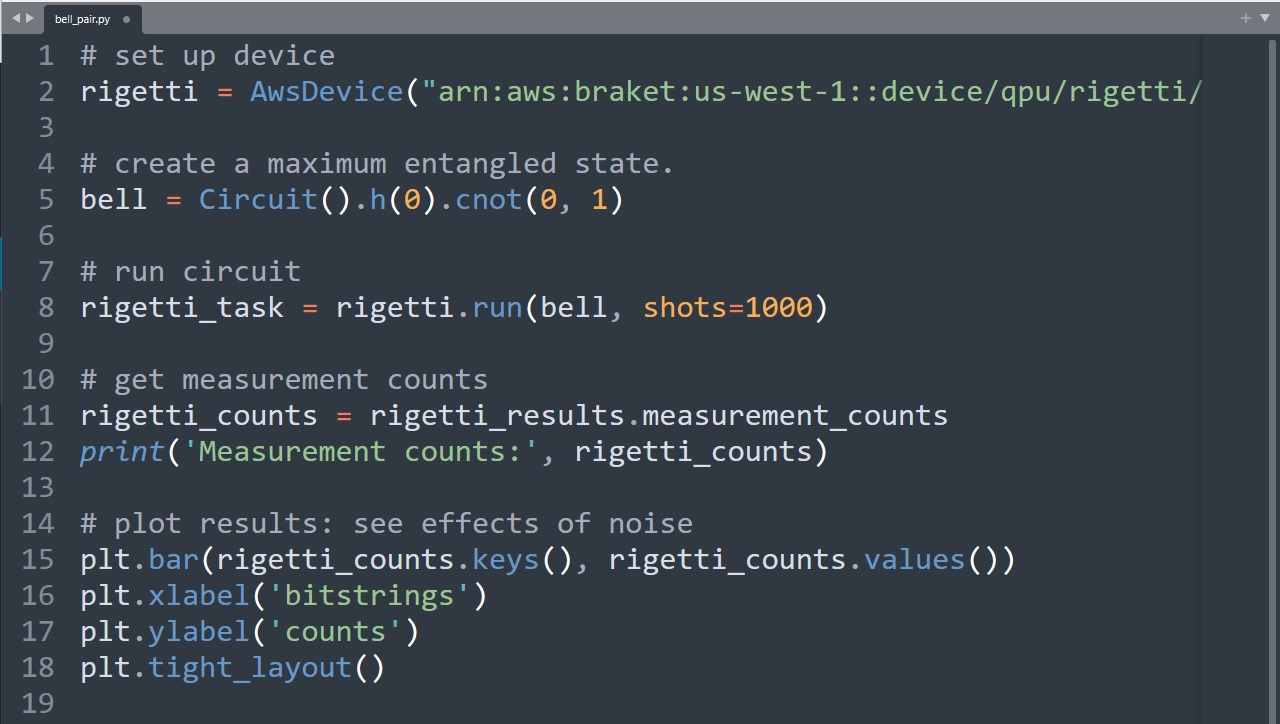 bell_pair.py
1 # set up device
2 rigetti = AwsDevice("arn:aws:braket:us-west-1::device/qpu/rigetti/
3
4 # create a maximum entangled state.
5 bell = Circuit().h(0).cnot(0, 1)
6
7 # run circuit
8 rigetti_task = rigetti.run(bell, shots=1000)
9
10 # get measurement counts
11 rigetti_counts = rigetti_results.measurement_counts
12 print('Measurement counts:', rigetti_counts)
13
14 # plot results: see effects of noise
15 plt.bar(rigetti_counts.keys(), rigetti_counts.values())
16 plt.xlabel('bitstrings')
17 plt.ylabel('counts')
18 plt.tight_layout()
19